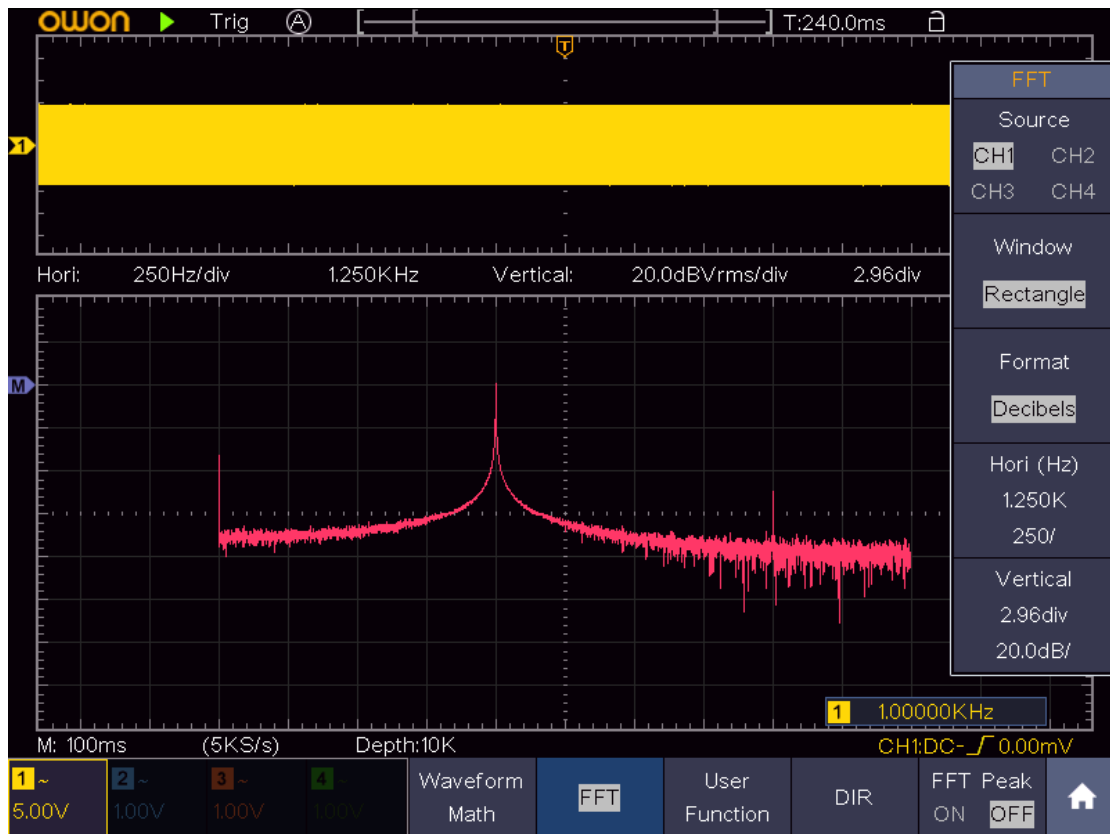 OWON Trig A T:240.0ms
T
1
Hori: 250Hz/div 1.250KHz Vertical: 20.0dBVrms/div 2.96div
M
FFT
Source
CH1 CH2
CH3 CH4
Window
Rectangle
Format
Decibels
Hori (Hz)
1.250K
250/
Vertical
2.96div
20.0dB/
1 1.00000KHz
M: 100ms (5KS/s) Depth:10K CH1:DC- 0.00mV
1 ~ 2 ~ 3 ~ 4 ~
5.00V 1.00V 1.00V 1.00V
Waveform
Math
FFT
User
Function
DIR
FFT Peak
ON OFF